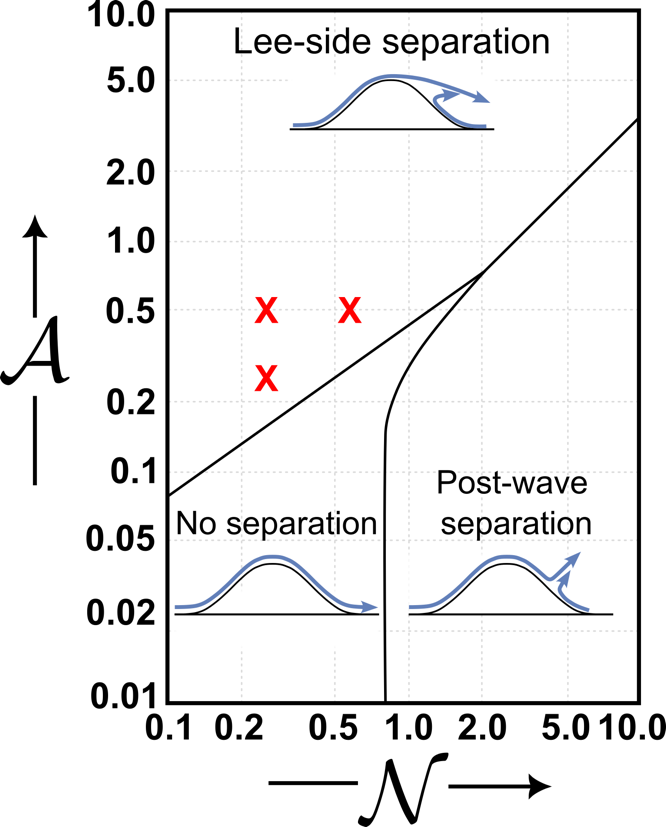 10.0
Lee-side separation
5.0
2.0
1.0
X X
0.5
A
X
0.2
0.1
Post-wave
No separation
separation
0.05
0.02
0.01
0.1 0.2 0.5 1.0 2.0 5.0 10.0
N